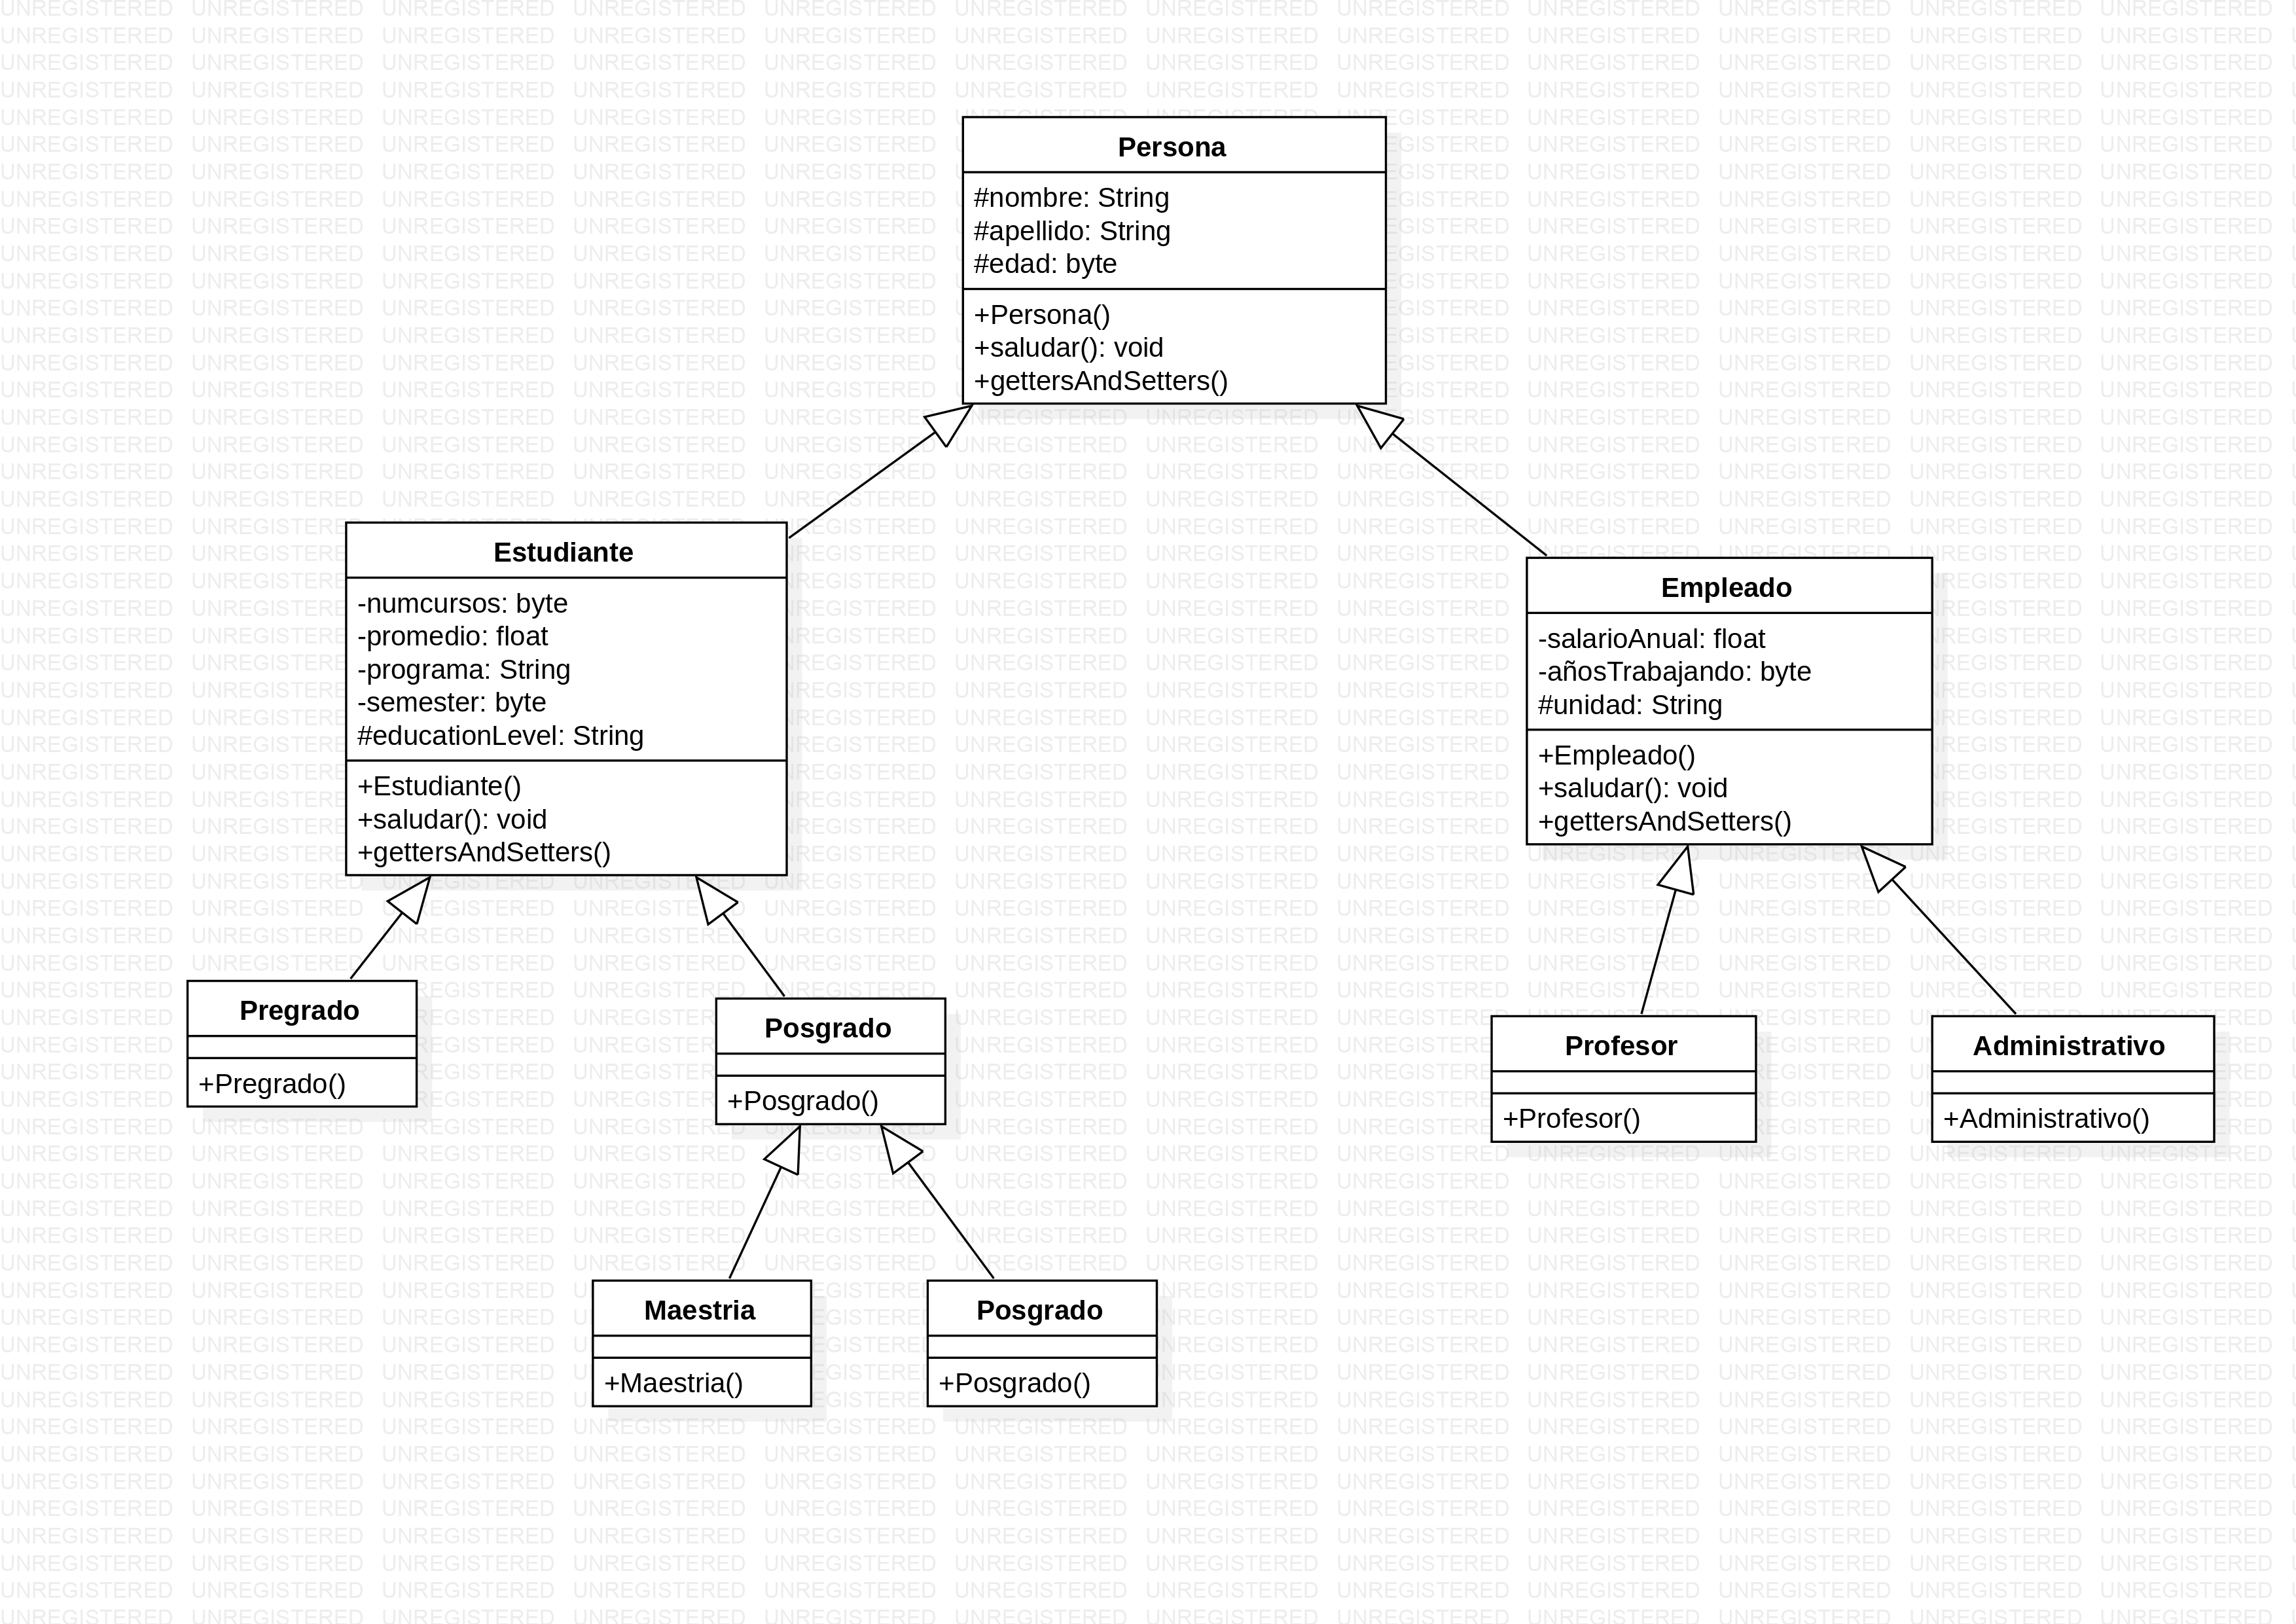 Persona
#nombre: String
#apellido: String
#edad: byte
+Persona()
+saludar(): void
+gettersAndSetters()
Estudiante
-numcursos: byte
-promedio: float
-programa: String
-semester: byte
#educationLevel: String
+Estudiante()
+saludar(): void
+gettersAndSetters()
Empleado
-salarioAnual: float
-añosTrabajando: byte
#unidad: String
+Empleado()
+saludar(): void
+gettersAndSetters()
Pregrado
+Pregrado()
Posgrado
+Posgrado()
Profesor
+Profesor()
Administrativo
+Administrativo()
Maestria
+Maestria()
Posgrado
+Posgrado()
UNREGISTERED